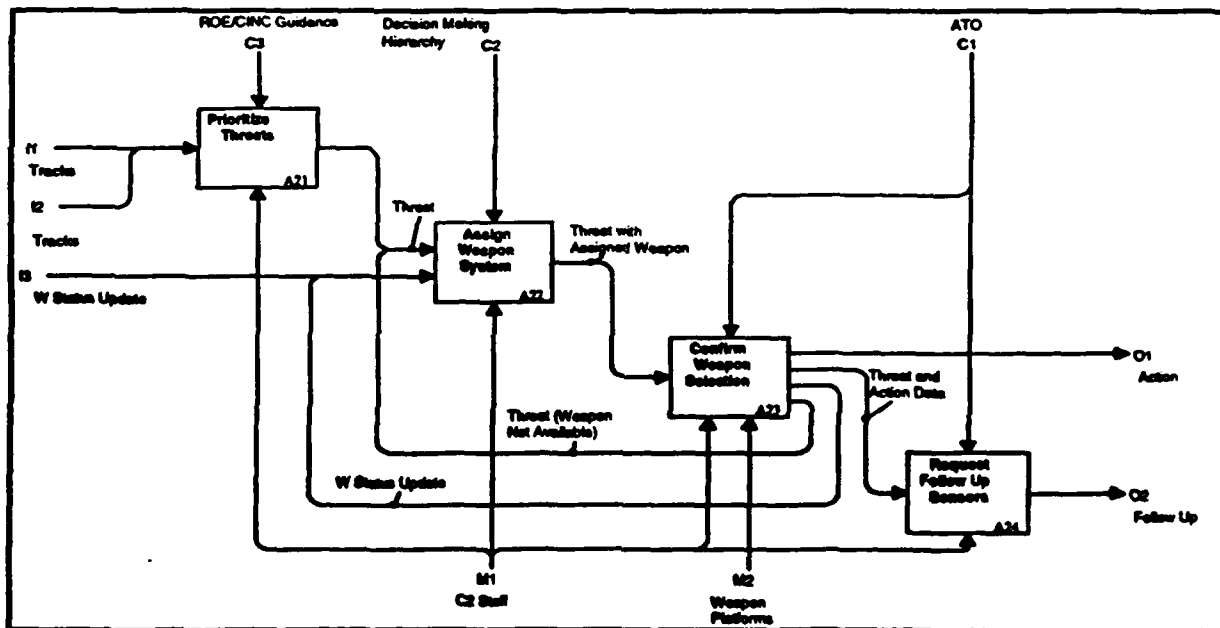 ROE/CINC Guidance
C3
Decision Making
Hierarchy
C2
ATO
C1
Prioritize
Threats
A21
I1
Tracks
I2
Tracks
I3
W Status Update
Threat
Assign
Weapon
System
A22
Threat with
Assigned Weapon
Confirm
Weapon
Selection
A23
O1
Action
Threat and
Action Data
Threat (Weapon
Not Available)
W Status Update
Request
Follow Up
Sensors
A24
O2
Follow Up
M1
C2 Staff
M2
Weapon
Platforms